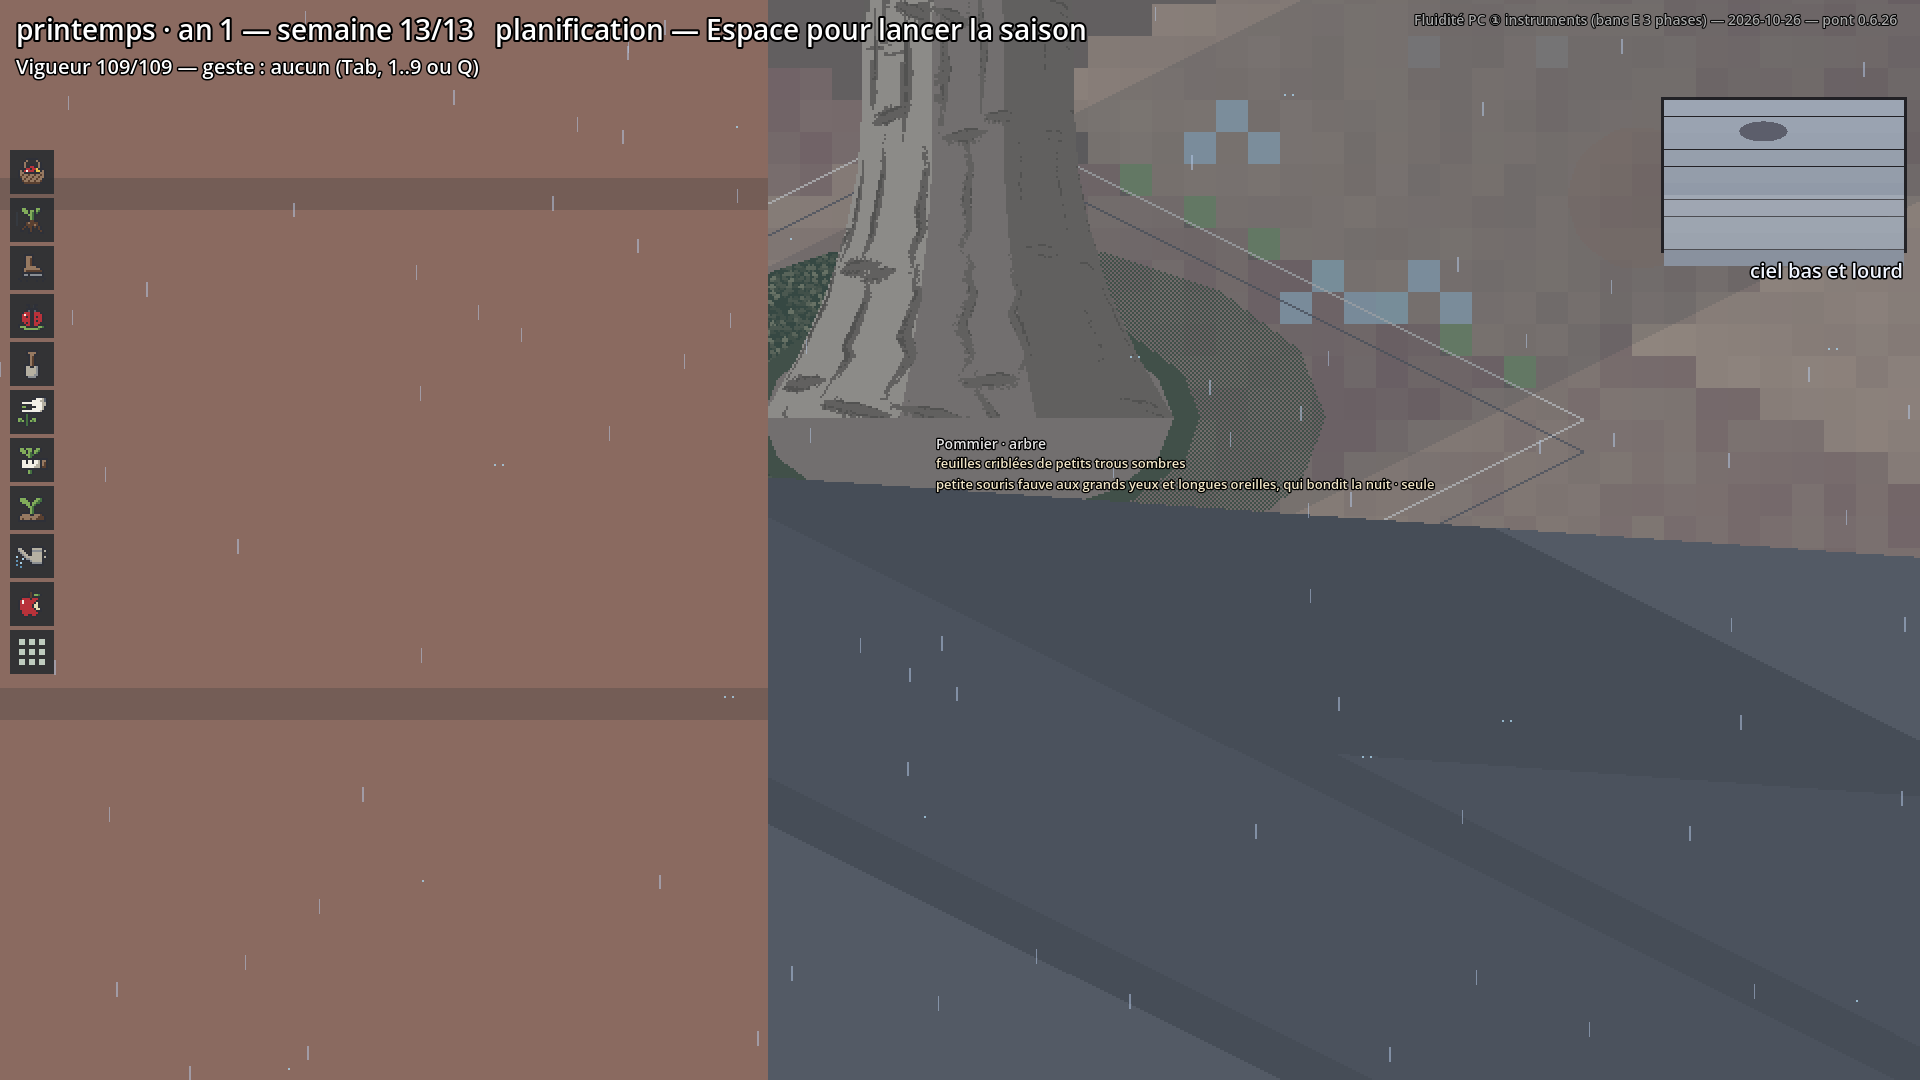 printemps · an 1 — semaine 13/13 planification — Espace pour lancer la saison
Vigueur 109/109 — geste : aucun (Tab, 1..9 ou Q)
Fluidité PC ① instruments (banc E 3 phases) — 2026-10-26 — pont 0.6.26
ciel bas et lourd
Pommier · arbre
feuilles criblées de petits trous sombres
petite souris fauve aux grands yeux et longues oreilles, qui bondit la nuit · seule